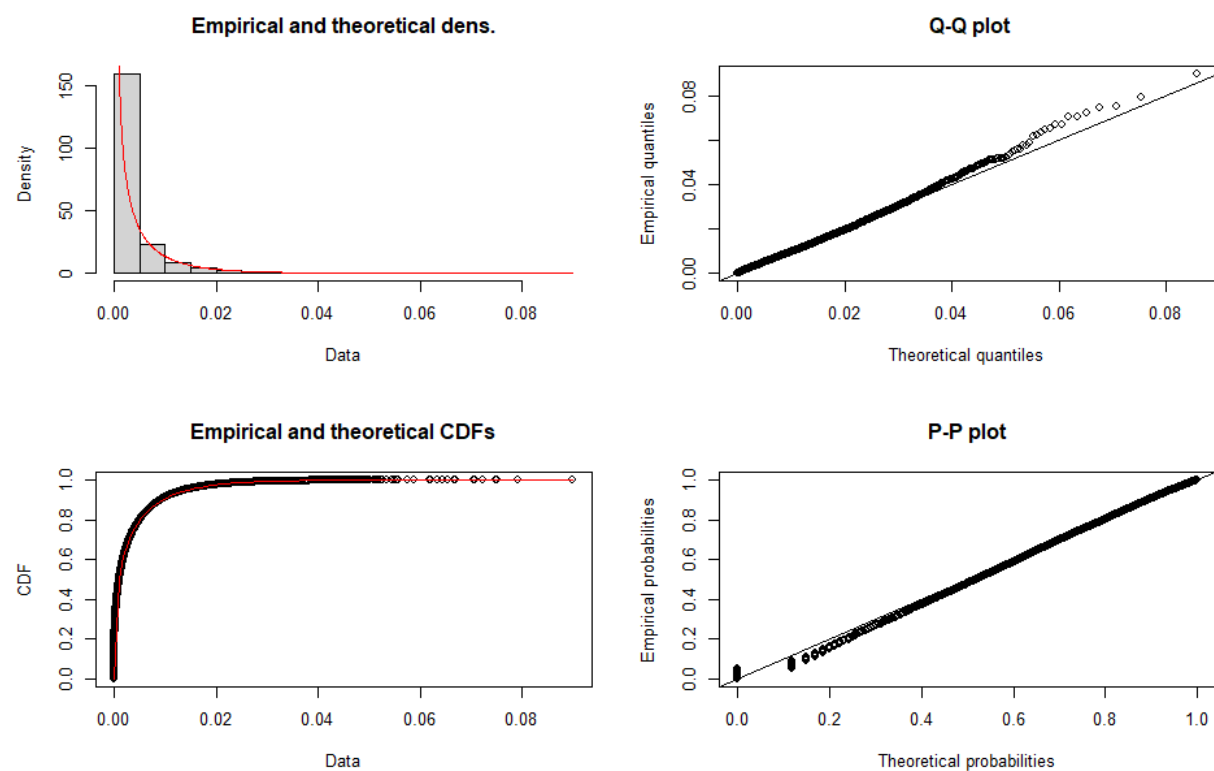 Empirical and theoretical dens.
Density
0 50 100 150
0.00 0.02 0.04 0.06 0.08
Data
Q-Q plot
Empirical quantiles
0.00 0.04 0.08
0.00 0.02 0.04 0.06 0.08
Theoretical quantiles
Empirical and theoretical CDFs
CDF
0.0 0.2 0.4 0.6 0.8 1.0
0.00 0.02 0.04 0.06 0.08
Data
P-P plot
Empirical probabilities
0.0 0.2 0.4 0.6 0.8 1.0
0.0 0.2 0.4 0.6 0.8 1.0
Theoretical probabilities